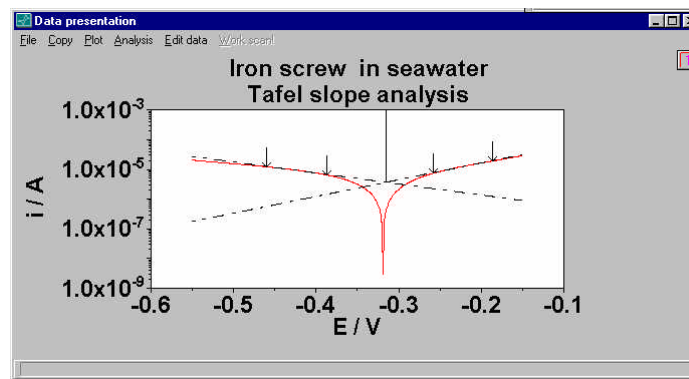 Data presentation
File Copy Plot Analysis Edit data Work scan!
Iron screw in seawater
Tafel slope analysis
1.0x10-3
1.0x10-5
1.0x10-7
1.0x10-9
i / A
-0.6 -0.5 -0.4 -0.3 -0.2 -0.1
E / V